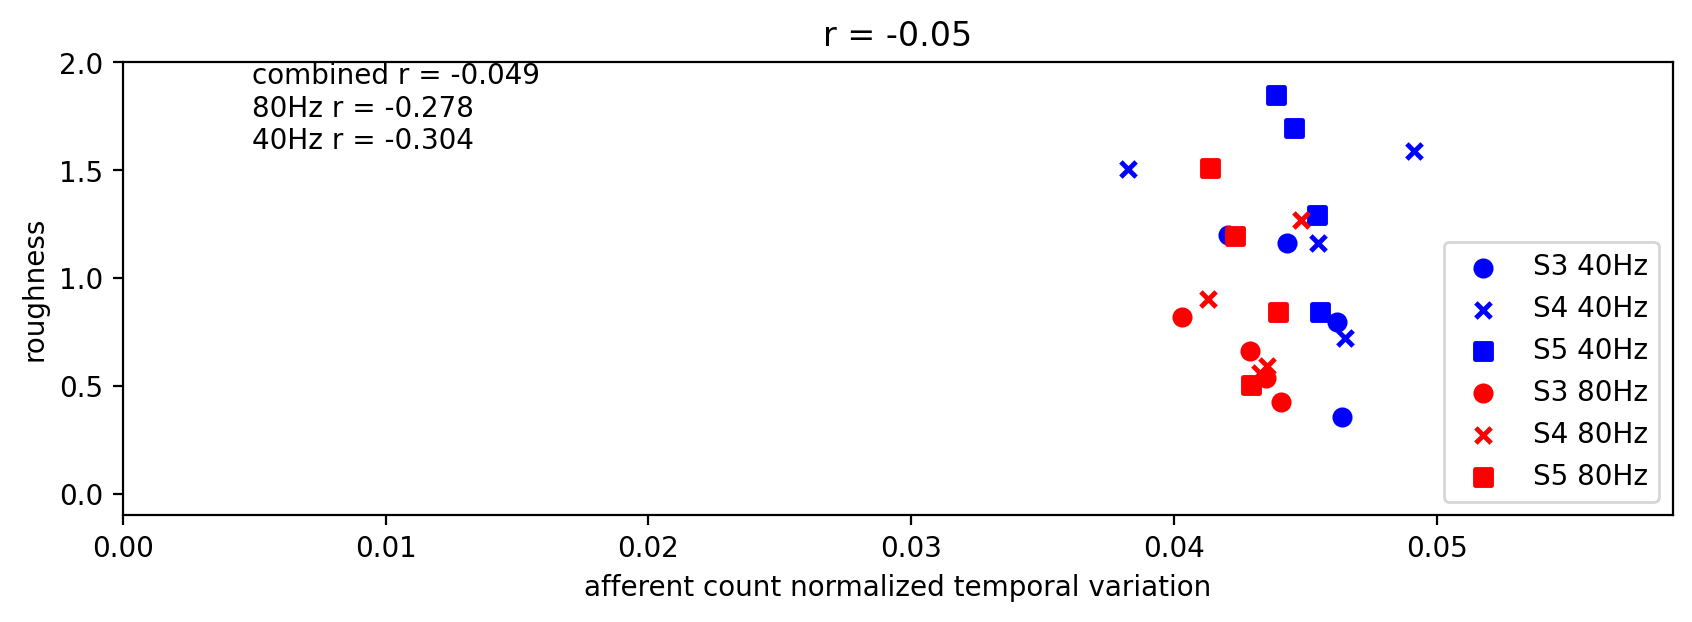 r = -0.05
combined r = -0.049
80Hz r = -0.278
40Hz r = -0.304
2.0
1.5
1.0
0.5
0.0
roughness
S3 40Hz
S4 40Hz
S5 40Hz
S3 80Hz
S4 80Hz
S5 80Hz
0.00 0.01 0.02 0.03 0.04 0.05
afferent count normalized temporal variation